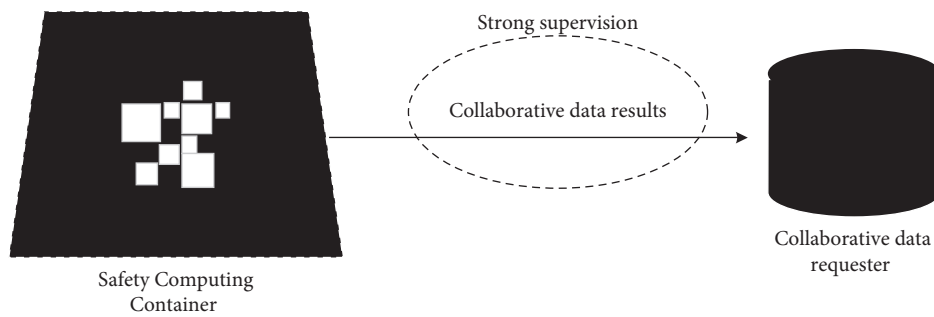 Strong supervision
Collaborative data results
Safety Computing
Container
Collaborative data
requester